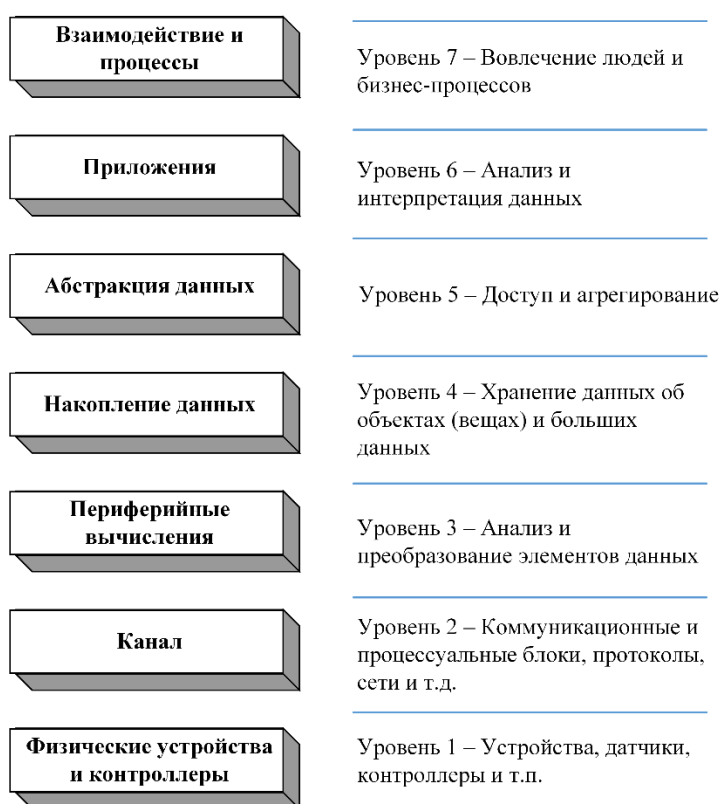 Взаимодействие и
процессы
Уровень 7 – Вовлечение людей и
бизнес-процессов
Приложения
Уровень 6 – Анализ и
интерпретация данных
Абстракция данных
Уровень 5 – Доступ и агрегирование
Накопление данных
Уровень 4 – Хранение данных об
объектах (вещах) и больших
данных
Периферийные
вычисления
Уровень 3 – Анализ и
преобразование элементов данных
Канал
Уровень 2 – Коммуникационные и
процессуальные блоки, протоколы,
сети и т.д.
Физические устройства
и контроллеры
Уровень 1 – Устройства, датчики,
контроллеры и т.п.